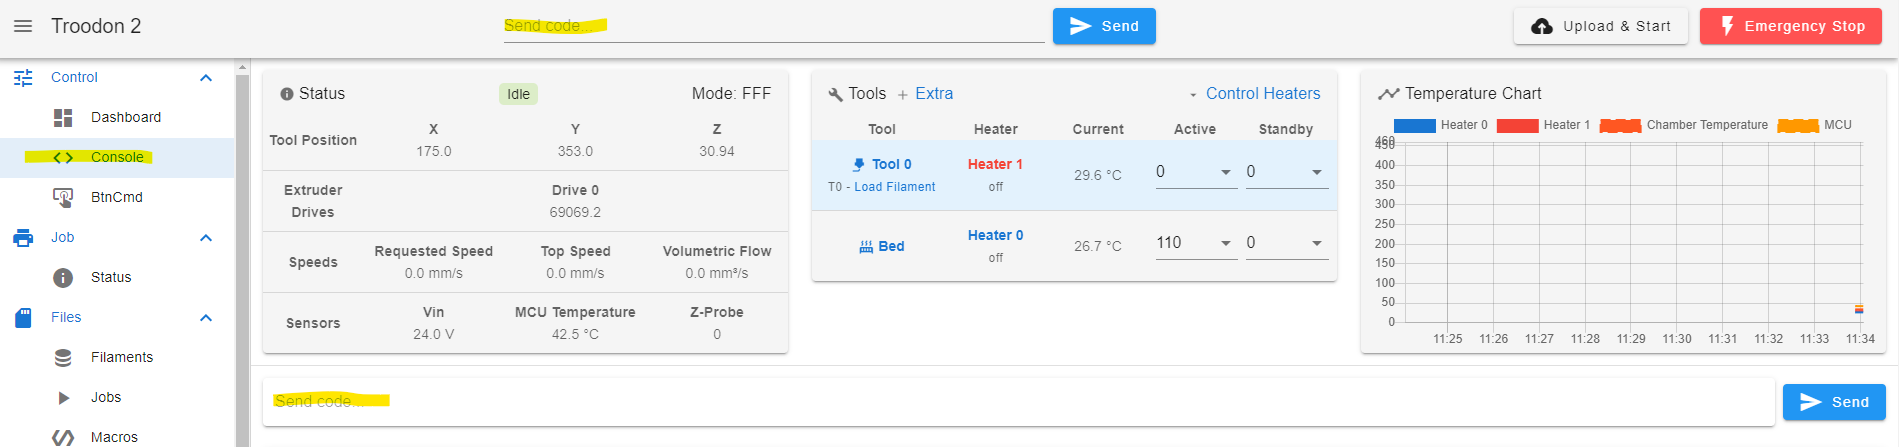 Troodon 2
Send code...
Send
Upload & Start
Emergency Stop
Control
Dashboard
Console
BtnCmd
Job
Status
Files
Filaments
Jobs
Macros
Status
Idle
Mode: FFF
Tool Position
X
Y
Z
175.0
353.0
30.94
Extruder
Drives
Drive 0
69069.2
Speeds
Requested Speed
Top Speed
Volumetric Flow
0.0 mm/s
0.0 mm/s
0.0 mm³/s
Sensors
Vin
MCU Temperature
Z-Probe
24.0 V
42.5 °C
0
Tools
+ Extra
Control Heaters
Tool
Heater
Current
Active
Standby
Tool 0
T0 - Load Filament
Heater 1
off
29.6 °C
0
0
Bed
Heater 0
off
26.7 °C
110
0
Temperature Chart
Heater 0
Heater 1
Chamber Temperature
MCU
460
450
400
350
300
250
200
150
100
50
0
11:25
11:26
11:27
11:28
11:29
11:30
11:31
11:32
11:33
11:34
Send code...
Send